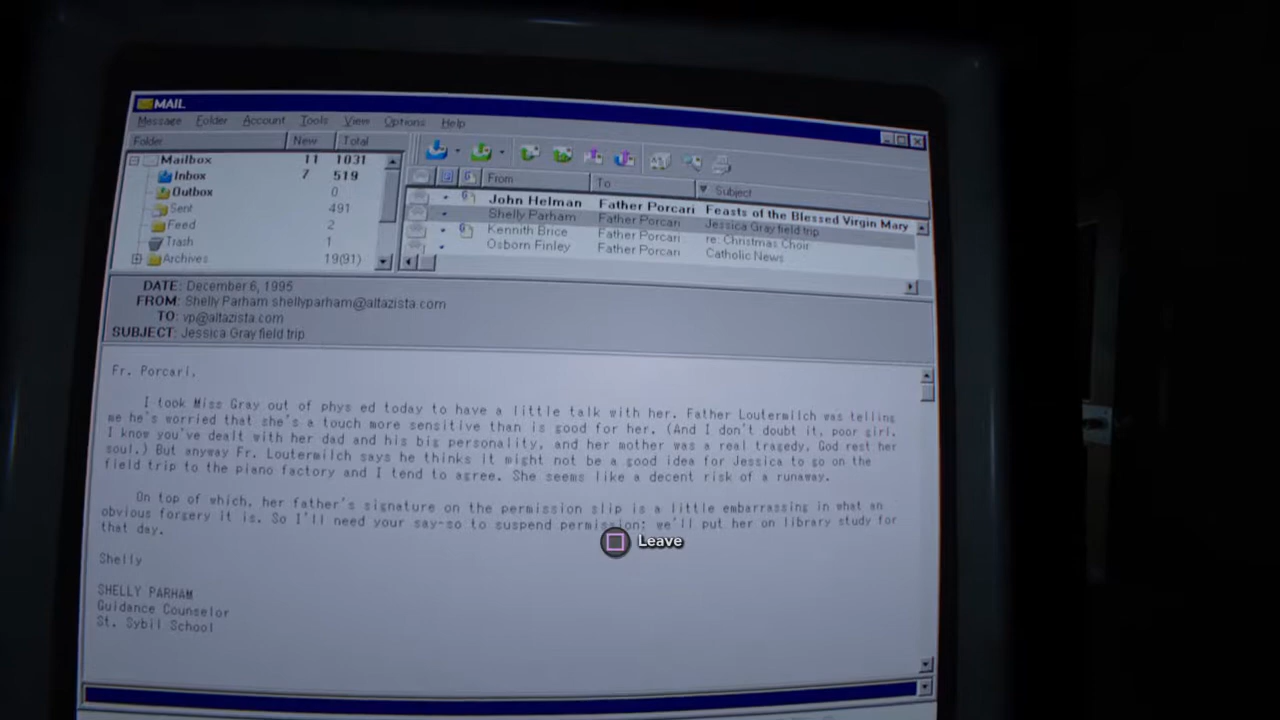 MAIL
Message Folder Account Tools View Options Help
Folder New Total
Mailbox 11 1031
Inbox 7 519
Outbox 0
Sent 491
Feed 2
Trash 1
Archives 19(91)
From To Subject
John Helman Father Porcari Feasts of the Blessed Virgin Mary
Shelly Parham Father Porcari Jessica Gray field trip
Kennith Brice Father Porcari re: Christmas Choir
Osborn Finley Father Porcari Catholic News
DATE: December 6, 1995
FROM: Shelly Parham shellyparham@altazista.com
TO: vp@altazista.com
SUBJECT: Jessica Gray field trip
Fr. Porcari,
I took Miss Gray out of phys ed today to have a little talk with her. Father Loutermilch was telling
me he's worried that she's a touch more sensitive than is good for her. (And I don't doubt it, poor girl.
I know you've dealt with her dad and his big personality, and her mother was a real tragedy, God rest her
soul.) But anyway Fr. Loutermilch says he thinks it might not be a good idea for Jessica to go on the
field trip to the piano factory and I tend to agree. She seems like a decent risk of a runaway.
On top of which, her father's signature on the permission slip is a little embarrassing in what an
obvious forgery it is. So I'll need your say-so to suspend permission; we'll put her on library study for
that day.
Leave
Shelly
SHELLY PARHAM
Guidance Counselor
St. Sybil School